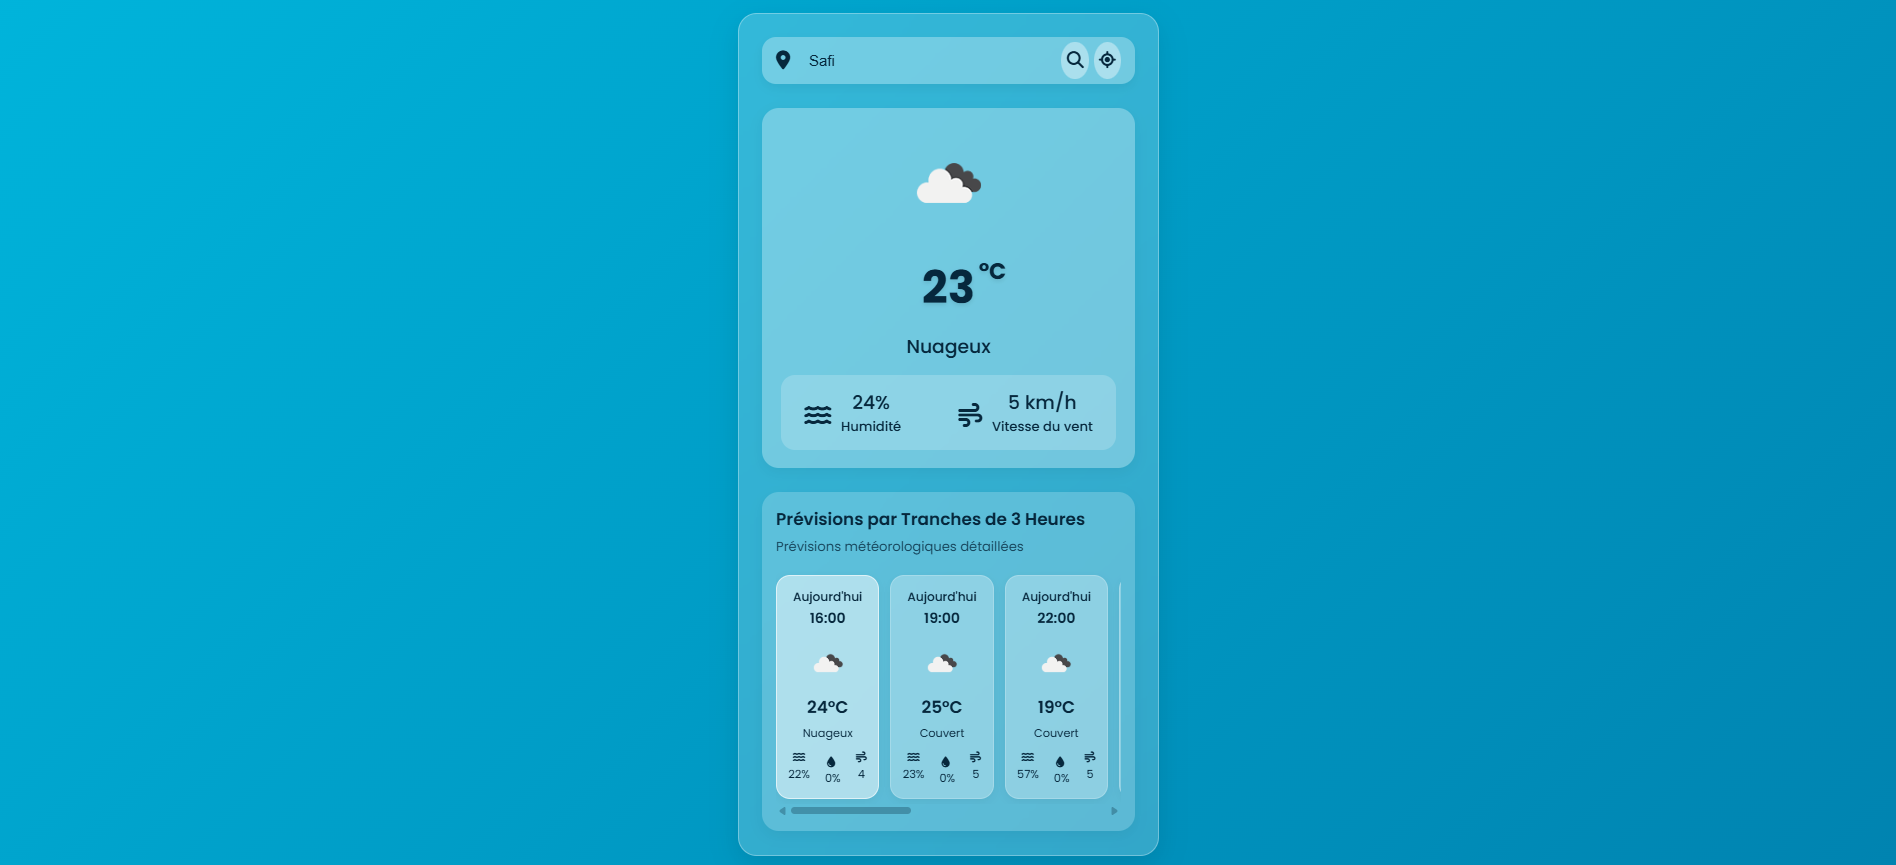 Safi
23 °C
Nuageux
24% 5 km/h
Humidité Vitesse du vent
Prévisions par Tranches de 3 Heures
Prévisions météorologiques détaillées
Aujourd'hui Aujourd'hui Aujourd'hui
16:00 19:00 22:00
24°C 25°C 19°C
Nuageux Couvert Couvert
22% 0% 4 23% 0% 5 57% 0% 5